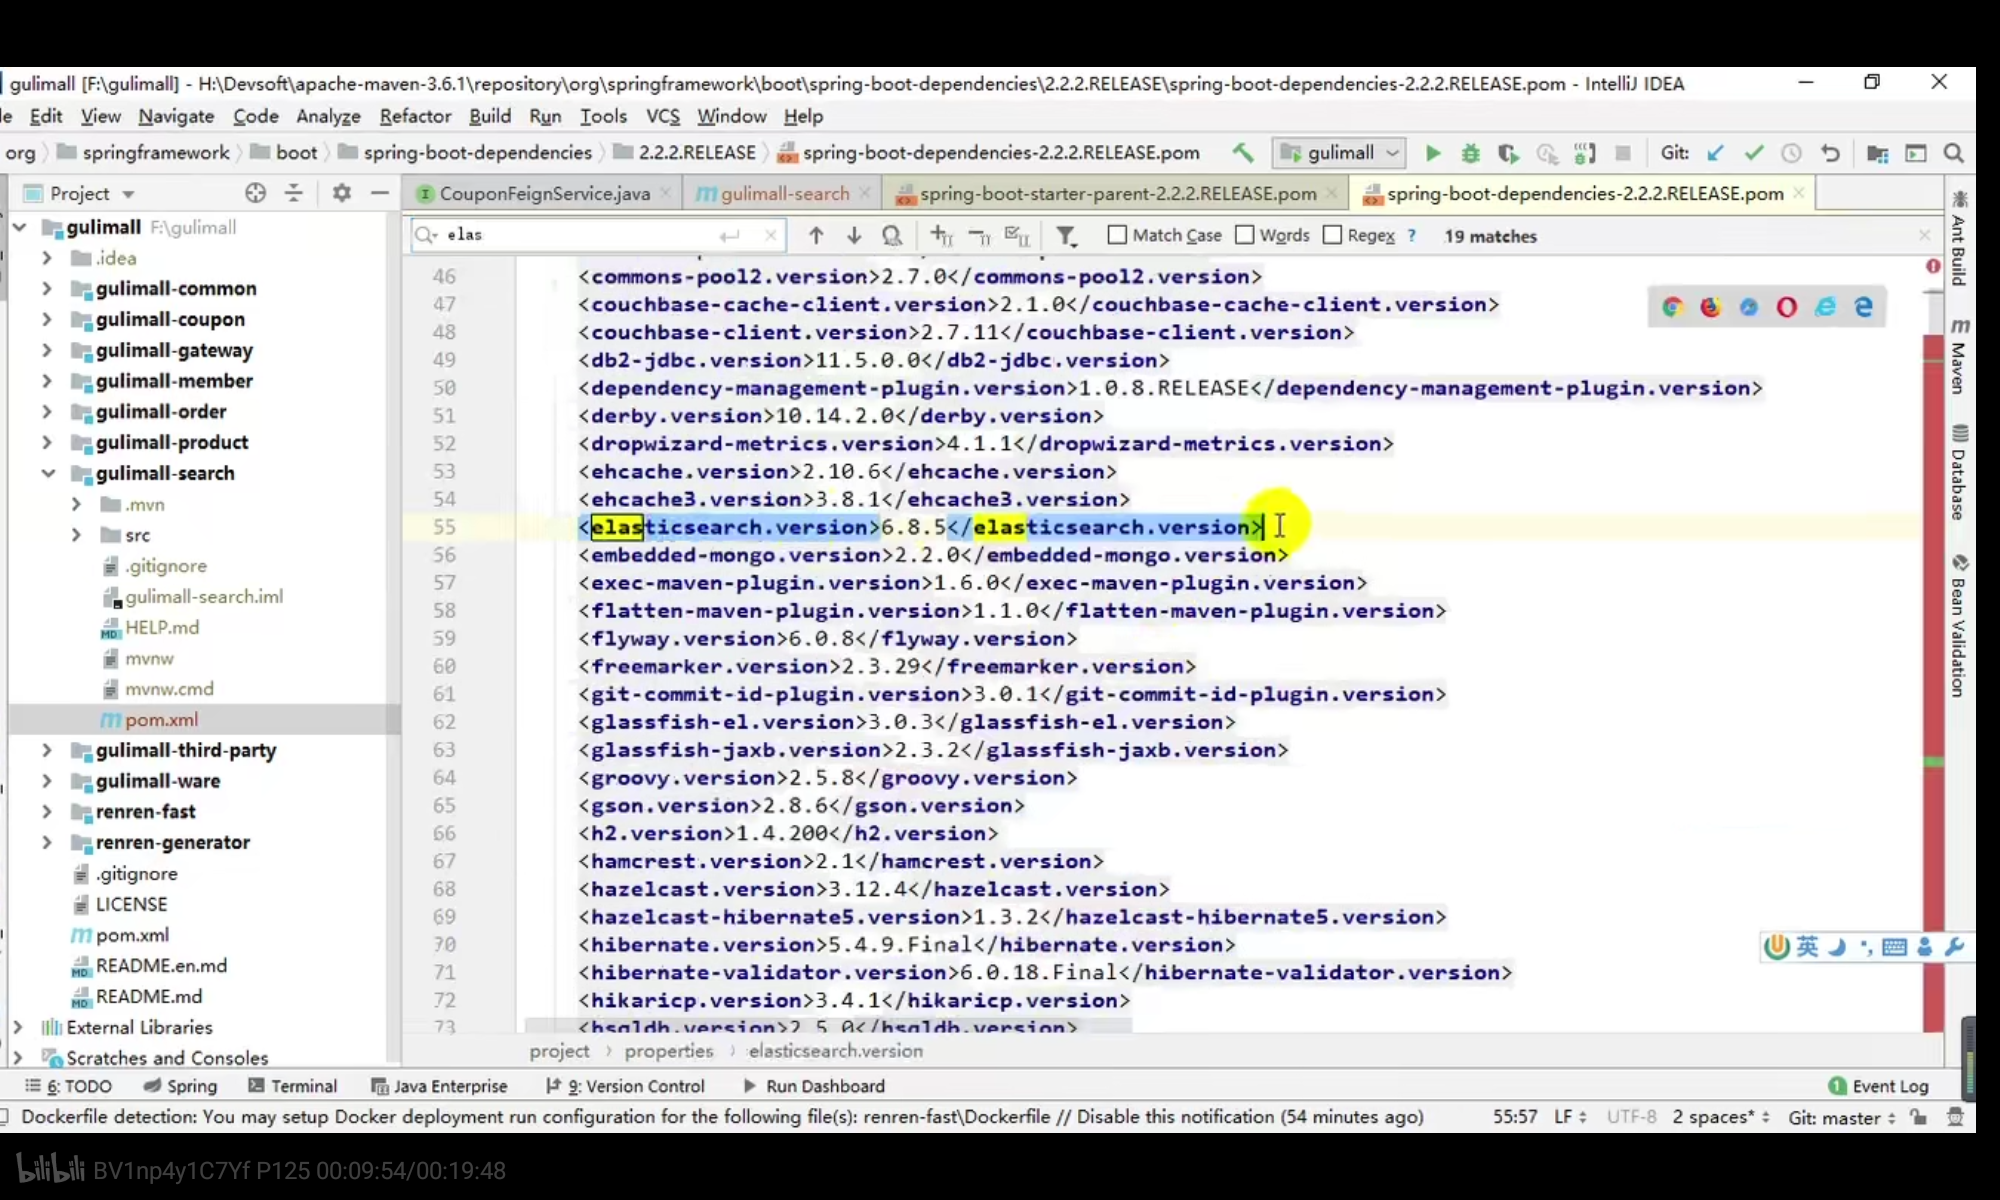 gulimall [F:\gulimall] - H:\Devsoft\apache-maven-3.6.1\repository\org\springframework\boot\spring-boot-dependencies\2.2.2.RELEASE\spring-boot-dependencies-2.2.2.RELEASE.pom - IntelliJ IDEA
Edit View Navigate Code Analyze Refactor Build Run Tools VCS Window Help
org springframework boot spring-boot-dependencies 2.2.2.RELEASE spring-boot-dependencies-2.2.2.RELEASE.pom gulimall Git:
Project CouponFeignService.java gulimall-search spring-boot-starter-parent-2.2.2.RELEASE.pom spring-boot-dependencies-2.2.2.RELEASE.pom
elas Match Case Words Regex ? 19 matches
gulimall F:\gulimall
.idea
gulimall-common
gulimall-coupon
gulimall-gateway
gulimall-member
gulimall-order
gulimall-product
gulimall-search
.mvn
src
.gitignore
gulimall-search.iml
HELP.md
mvnw
mvnw.cmd
pom.xml
gulimall-third-party
gulimall-ware
renren-fast
renren-generator
.gitignore
LICENSE
pom.xml
README.en.md
README.md
External Libraries
Scratches and Consoles
46 <commons-pool2.version>2.7.0</commons-pool2.version>
47 <couchbase-cache-client.version>2.1.0</couchbase-cache-client.version>
48 <couchbase-client.version>2.7.11</couchbase-client.version>
49 <db2-jdbc.version>11.5.0.0</db2-jdbc.version>
50 <dependency-management-plugin.version>1.0.8.RELEASE</dependency-management-plugin.version>
51 <derby.version>10.14.2.0</derby.version>
52 <dropwizard-metrics.version>4.1.1</dropwizard-metrics.version>
53 <ehcache.version>2.10.6</ehcache.version>
54 <ehcache3.version>3.8.1</ehcache3.version>
55 <elasticsearch.version>6.8.5</elasticsearch.version>
56 <embedded-mongo.version>2.2.0</embedded-mongo.version>
57 <exec-maven-plugin.version>1.6.0</exec-maven-plugin.version>
58 <flatten-maven-plugin.version>1.1.0</flatten-maven-plugin.version>
59 <flyway.version>6.0.8</flyway.version>
60 <freemarker.version>2.3.29</freemarker.version>
61 <git-commit-id-plugin.version>3.0.1</git-commit-id-plugin.version>
62 <glassfish-el.version>3.0.3</glassfish-el.version>
63 <glassfish-jaxb.version>2.3.2</glassfish-jaxb.version>
64 <groovy.version>2.5.8</groovy.version>
65 <gson.version>2.8.6</gson.version>
66 <h2.version>1.4.200</h2.version>
67 <hamcrest.version>2.1</hamcrest.version>
68 <hazelcast.version>3.12.4</hazelcast.version>
69 <hazelcast-hibernate5.version>1.3.2</hazelcast-hibernate5.version>
70 <hibernate.version>5.4.9.Final</hibernate.version>
71 <hibernate-validator.version>6.0.18.Final</hibernate-validator.version>
72 <hikaricp.version>3.4.1</hikaricp.version>
73 <hsqldb.version>2.5.0</hsqldb.version>
Ant Build
Maven
Database
Bean Validation
英
project properties elasticsearch.version
6: TODO Spring Terminal Java Enterprise 9: Version Control Run Dashboard 1 Event Log
Dockerfile detection: You may setup Docker deployment run configuration for the following file(s): renren-fast\Dockerfile // Disable this notification (54 minutes ago) 55:57 LF UTF-8 2 spaces* Git: master
bilibili BV1np4y1C7Yf P125 00:09:54/00:19:48